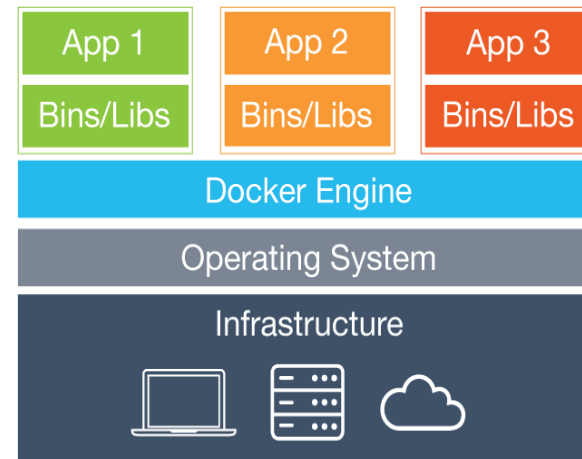 App 1 App 2 App 3
Bins/Libs Bins/Libs Bins/Libs
Docker Engine
Operating System
Infrastructure